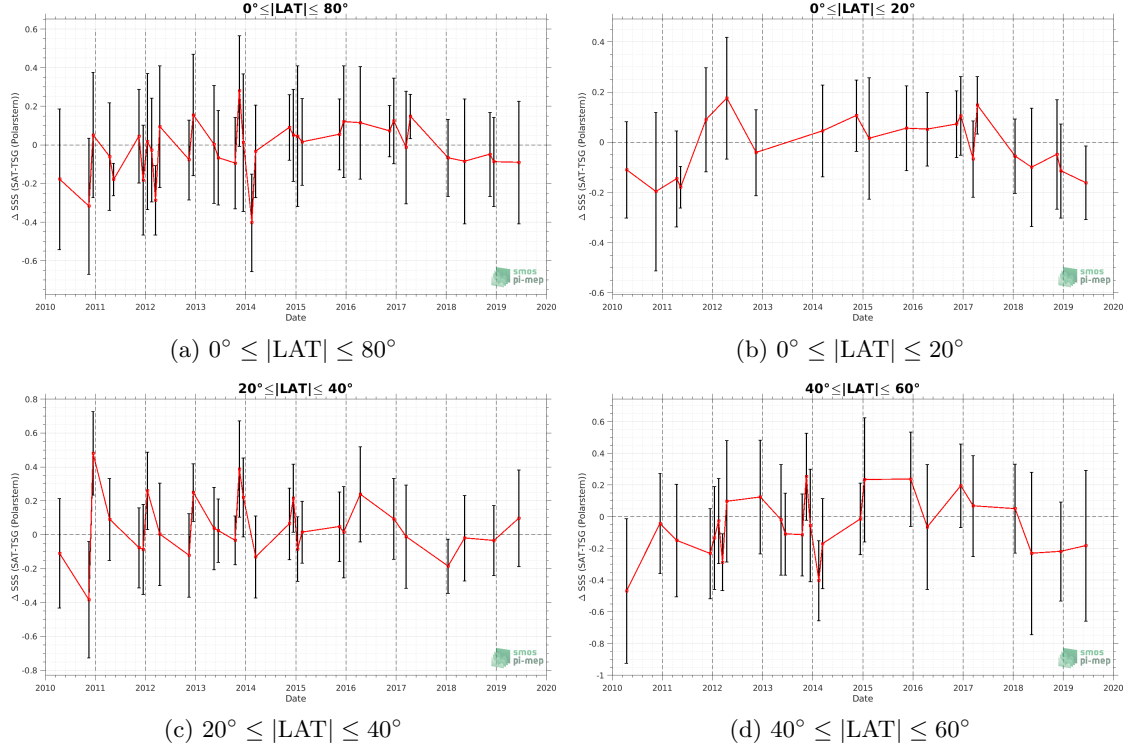 0°≤|LAT|≤ 80°
Δ SSS (SAT-TSG (Polarstern))
0.6
0.4
0.2
0
-0.2
-0.4
-0.6
2010 2011 2012 2013 2014 2015 2016 2017 2018 2019 2020
Date
smos
pi-mep
(a) 0° ≤ |LAT| ≤ 80°
0°≤|LAT|≤ 20°
Δ SSS (SAT-TSG (Polarstern))
0.4
0.2
0
-0.2
-0.4
-0.6
2010 2011 2012 2013 2014 2015 2016 2017 2018 2019 2020
Date
smos
pi-mep
(b) 0° ≤ |LAT| ≤ 20°
20°≤|LAT|≤ 40°
Δ SSS (SAT-TSG (Polarstern))
0.8
0.6
0.4
0.2
0
-0.2
-0.4
-0.6
-0.8
2010 2011 2012 2013 2014 2015 2016 2017 2018 2019 2020
Date
smos
pi-mep
(c) 20° ≤ |LAT| ≤ 40°
40°≤|LAT|≤ 60°
Δ SSS (SAT-TSG (Polarstern))
0.6
0.4
0.2
0
-0.2
-0.4
-0.6
-0.8
-1
2010 2011 2012 2013 2014 2015 2016 2017 2018 2019 2020
Date
smos
pi-mep
(d) 40° ≤ |LAT| ≤ 60°